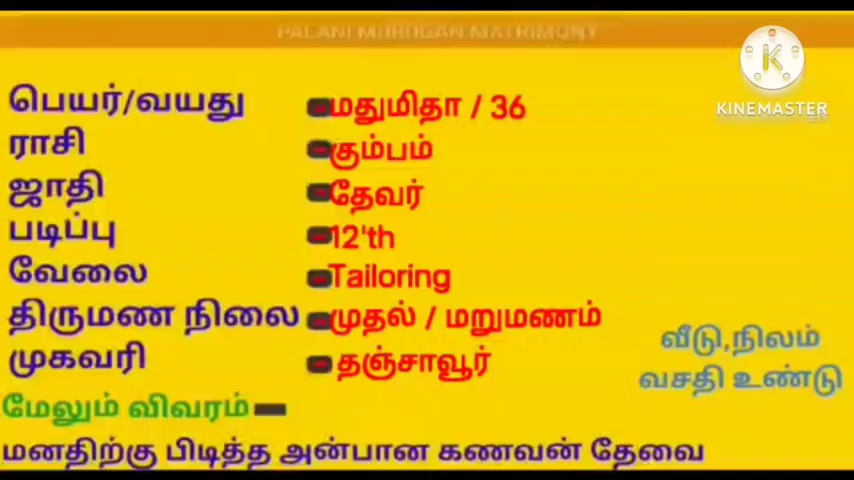 PALANI MURUGAN MATRIMONY
KINEMASTER
பெயர்/வயது -மதுமிதா / 36
ராசி -கும்பம்
ஜாதி -தேவர்
படிப்பு -12'th
வேலை -Tailoring
திருமண நிலை -முதல் / மறுமணம்
முகவரி - தஞ்சாவூர்
வீடு,நிலம்
வசதி உண்டு
மேலும் விவரம்-
மனதிற்கு பிடித்த அன்பான கணவன் தேவை